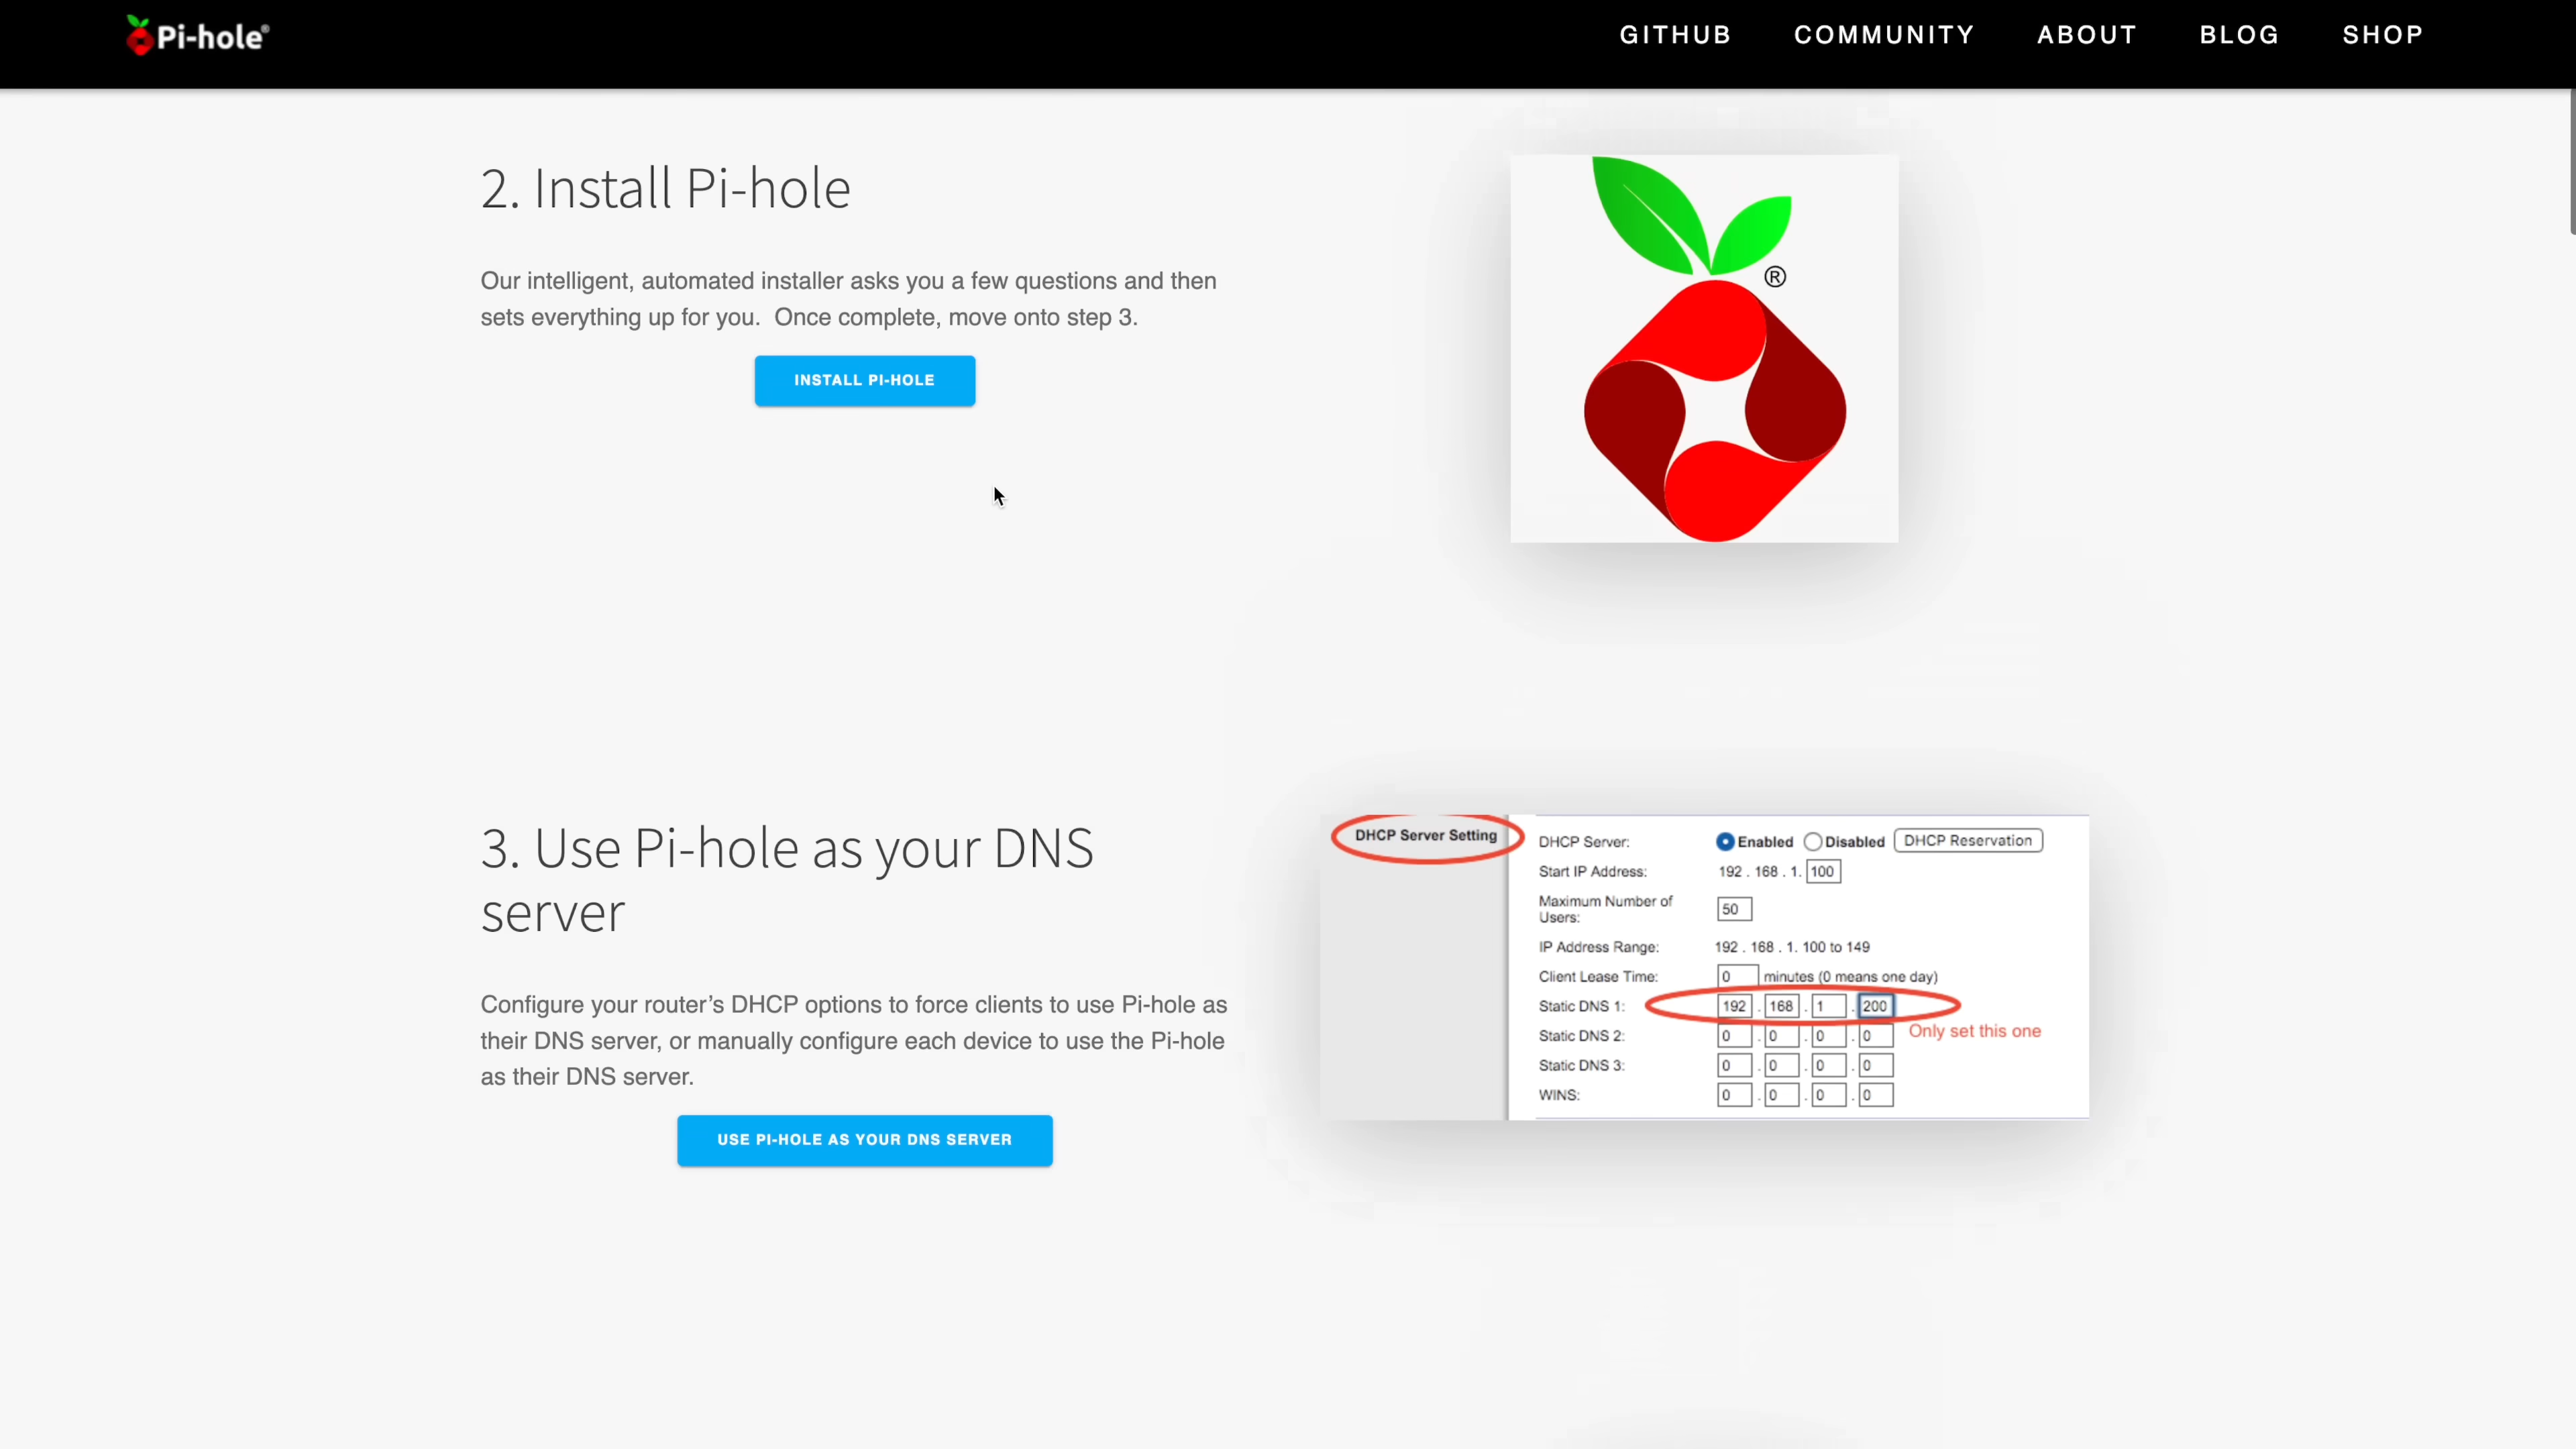 Pi-hole®
GITHUB COMMUNITY ABOUT BLOG SHOP
2. Install Pi-hole
Our intelligent, automated installer asks you a few questions and then
sets everything up for you. Once complete, move onto step 3.
INSTALL PI-HOLE
®
3. Use Pi-hole as your DNS
server
Configure your router’s DHCP options to force clients to use Pi-hole as
their DNS server, or manually configure each device to use the Pi-hole
as their DNS server.
USE PI-HOLE AS YOUR DNS SERVER
DHCP Server Setting
DHCP Server: Enabled Disabled DHCP Reservation
Start IP Address: 192 . 168 . 1. 100
Maximum Number of
Users: 50
IP Address Range: 192 . 168 . 1. 100 to 149
Client Lease Time: 0 minutes (0 means one day)
Static DNS 1: 192 . 168 . 1 . 200
Only set this one
Static DNS 2: 0 . 0 . 0 . 0
Static DNS 3: 0 . 0 . 0 . 0
WINS: 0 . 0 . 0 . 0